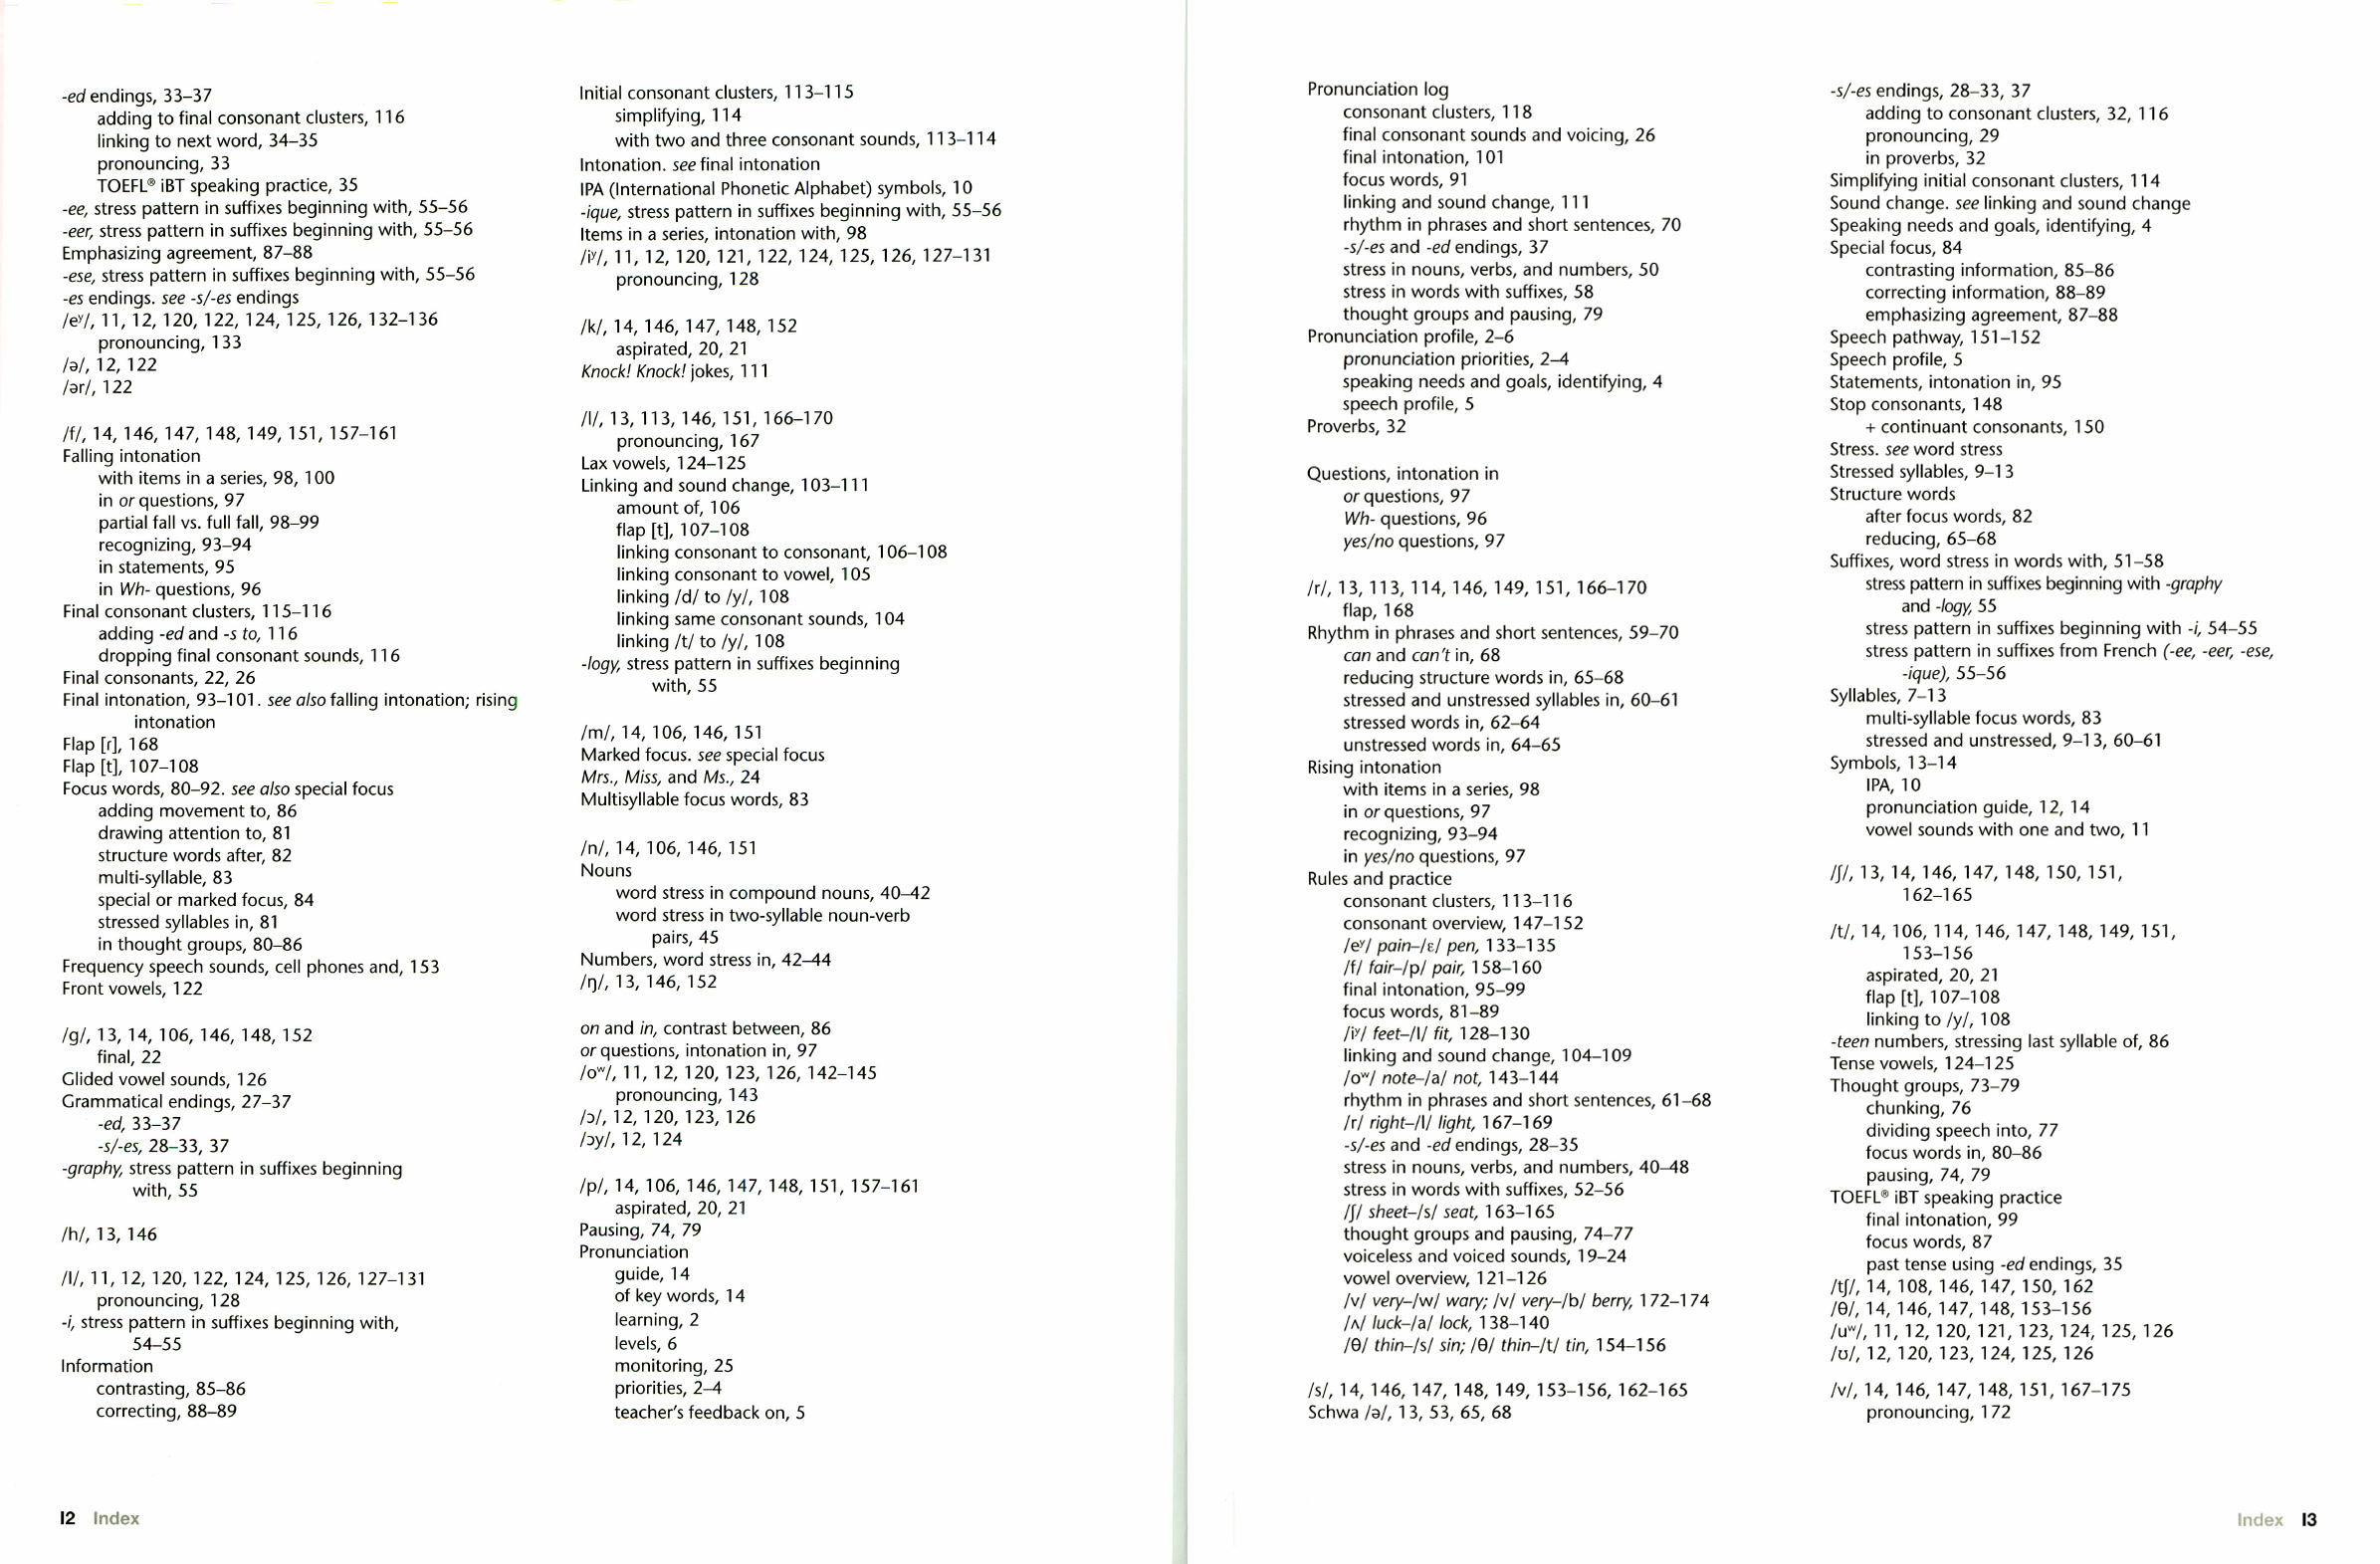 -ed endings, 33–37
adding to final consonant clusters, 116
linking to next word, 34–35
pronouncing, 33
TOEFL® iBT speaking practice, 35
-ee, stress pattern in suffixes beginning with, 55–56
-eer, stress pattern in suffixes beginning with, 55–56
Emphasizing agreement, 87–88
-ese, stress pattern in suffixes beginning with, 55–56
-es endings. see -s/-es endings
/eʸ/, 11, 12, 120, 122, 124, 125, 126, 132–136
pronouncing, 133
/ə/, 12, 122
/ər/, 122
/f/, 14, 146, 147, 148, 149, 151, 157–161
Falling intonation
with items in a series, 98, 100
in or questions, 97
partial fall vs. full fall, 98–99
recognizing, 93–94
in statements, 95
in Wh- questions, 96
Final consonant clusters, 115–116
adding -ed and -s to, 116
dropping final consonant sounds, 116
Final consonants, 22, 26
Final intonation, 93–101. see also falling intonation; rising
intonation
Flap [ɾ], 168
Flap [t], 107–108
Focus words, 80–92. see also special focus
adding movement to, 86
drawing attention to, 81
structure words after, 82
multi-syllable, 83
special or marked focus, 84
stressed syllables in, 81
in thought groups, 80–86
Frequency speech sounds, cell phones and, 153
Front vowels, 122
/g/, 13, 14, 106, 146, 148, 152
final, 22
Glided vowel sounds, 126
Grammatical endings, 27–37
-ed, 33–37
-s/-es, 28–33, 37
-graphy, stress pattern in suffixes beginning
with, 55
/h/, 13, 146
/I/, 11, 12, 120, 122, 124, 125, 126, 127–131
pronouncing, 128
-i, stress pattern in suffixes beginning with,
54–55
Information
contrasting, 85–86
correcting, 88–89
Initial consonant clusters, 113–115
simplifying, 114
with two and three consonant sounds, 113–114
Intonation. see final intonation
IPA (International Phonetic Alphabet) symbols, 10
-ique, stress pattern in suffixes beginning with, 55–56
Items in a series, intonation with, 98
/iʸ/, 11, 12, 120, 121, 122, 124, 125, 126, 127–131
pronouncing, 128
/k/, 14, 146, 147, 148, 152
aspirated, 20, 21
Knock! Knock! jokes, 111
/l/, 13, 113, 146, 151, 166–170
pronouncing, 167
Lax vowels, 124–125
Linking and sound change, 103–111
amount of, 106
flap [t], 107–108
linking consonant to consonant, 106–108
linking consonant to vowel, 105
linking /d/ to /y/, 108
linking same consonant sounds, 104
linking /t/ to /y/, 108
-logy, stress pattern in suffixes beginning
with, 55
/m/, 14, 106, 146, 151
Marked focus. see special focus
Mrs., Miss, and Ms., 24
Multisyllable focus words, 83
/n/, 14, 106, 146, 151
Nouns
word stress in compound nouns, 40–42
word stress in two-syllable noun-verb
pairs, 45
Numbers, word stress in, 42–44
/ŋ/, 13, 146, 152
on and in, contrast between, 86
or questions, intonation in, 97
/oʷ/, 11, 12, 120, 123, 126, 142–145
pronouncing, 143
/ɔ/, 12, 120, 123, 126
/ɔy/, 12, 124
/p/, 14, 106, 146, 147, 148, 151, 157–161
aspirated, 20, 21
Pausing, 74, 79
Pronunciation
guide, 14
of key words, 14
learning, 2
levels, 6
monitoring, 25
priorities, 2–4
teacher's feedback on, 5
I2 Index
Pronunciation log
consonant clusters, 118
final consonant sounds and voicing, 26
final intonation, 101
focus words, 91
linking and sound change, 111
rhythm in phrases and short sentences, 70
-s/-es and -ed endings, 37
stress in nouns, verbs, and numbers, 50
stress in words with suffixes, 58
thought groups and pausing, 79
Pronunciation profile, 2–6
pronunciation priorities, 2–4
speaking needs and goals, identifying, 4
speech profile, 5
Proverbs, 32
Questions, intonation in
or questions, 97
Wh- questions, 96
yes/no questions, 97
/r/, 13, 113, 114, 146, 149, 151, 166–170
flap, 168
Rhythm in phrases and short sentences, 59–70
can and can't in, 68
reducing structure words in, 65–68
stressed and unstressed syllables in, 60–61
stressed words in, 62–64
unstressed words in, 64–65
Rising intonation
with items in a series, 98
in or questions, 97
recognizing, 93–94
in yes/no questions, 97
Rules and practice
consonant clusters, 113–116
consonant overview, 147–152
/eʸ/ pain–/ɛ/ pen, 133–135
/f/ fair–/p/ pair, 158–160
final intonation, 95–99
focus words, 81–89
/iʸ/ feet–/I/ fit, 128–130
linking and sound change, 104–109
/oʷ/ note–/a/ not, 143–144
rhythm in phrases and short sentences, 61–68
/r/ right–/l/ light, 167–169
-s/-es and -ed endings, 28–35
stress in nouns, verbs, and numbers, 40–48
stress in words with suffixes, 52–56
/ʃ/ sheet–/s/ seat, 163–165
thought groups and pausing, 74–77
voiceless and voiced sounds, 19–24
vowel overview, 121–126
/v/ very–/w/ wary; /v/ very–/b/ berry, 172–174
/ʌ/ luck–/a/ lock, 138–140
/θ/ thin–/s/ sin; /θ/ thin–/t/ tin, 154–156
/s/, 14, 146, 147, 148, 149, 153–156, 162–165
Schwa /ə/, 13, 53, 65, 68
-s/-es endings, 28–33, 37
adding to consonant clusters, 32, 116
pronouncing, 29
in proverbs, 32
Simplifying initial consonant clusters, 114
Sound change. see linking and sound change
Speaking needs and goals, identifying, 4
Special focus, 84
contrasting information, 85–86
correcting information, 88–89
emphasizing agreement, 87–88
Speech pathway, 151–152
Speech profile, 5
Statements, intonation in, 95
Stop consonants, 148
+ continuant consonants, 150
Stress. see word stress
Stressed syllables, 9–13
Structure words
after focus words, 82
reducing, 65–68
Suffixes, word stress in words with, 51–58
stress pattern in suffixes beginning with -graphy
and -logy, 55
stress pattern in suffixes beginning with -i, 54–55
stress pattern in suffixes from French (-ee, -eer, -ese,
-ique), 55–56
Syllables, 7–13
multi-syllable focus words, 83
stressed and unstressed, 9–13, 60–61
Symbols, 13–14
IPA, 10
pronunciation guide, 12, 14
vowel sounds with one and two, 11
/ʃ/, 13, 14, 146, 147, 148, 150, 151,
162–165
/t/, 14, 106, 114, 146, 147, 148, 149, 151,
153–156
aspirated, 20, 21
flap [t], 107–108
linking to /y/, 108
-teen numbers, stressing last syllable of, 86
Tense vowels, 124–125
Thought groups, 73–79
chunking, 76
dividing speech into, 77
focus words in, 80–86
pausing, 74, 79
TOEFL® iBT speaking practice
final intonation, 99
focus words, 87
past tense using -ed endings, 35
/tʃ/, 14, 108, 146, 147, 150, 162
/θ/, 14, 146, 147, 148, 153–156
/uʷ/, 11, 12, 120, 121, 123, 124, 125, 126
/ʊ/, 12, 120, 123, 124, 125, 126
/v/, 14, 146, 147, 148, 151, 167–175
pronouncing, 172
Index I3